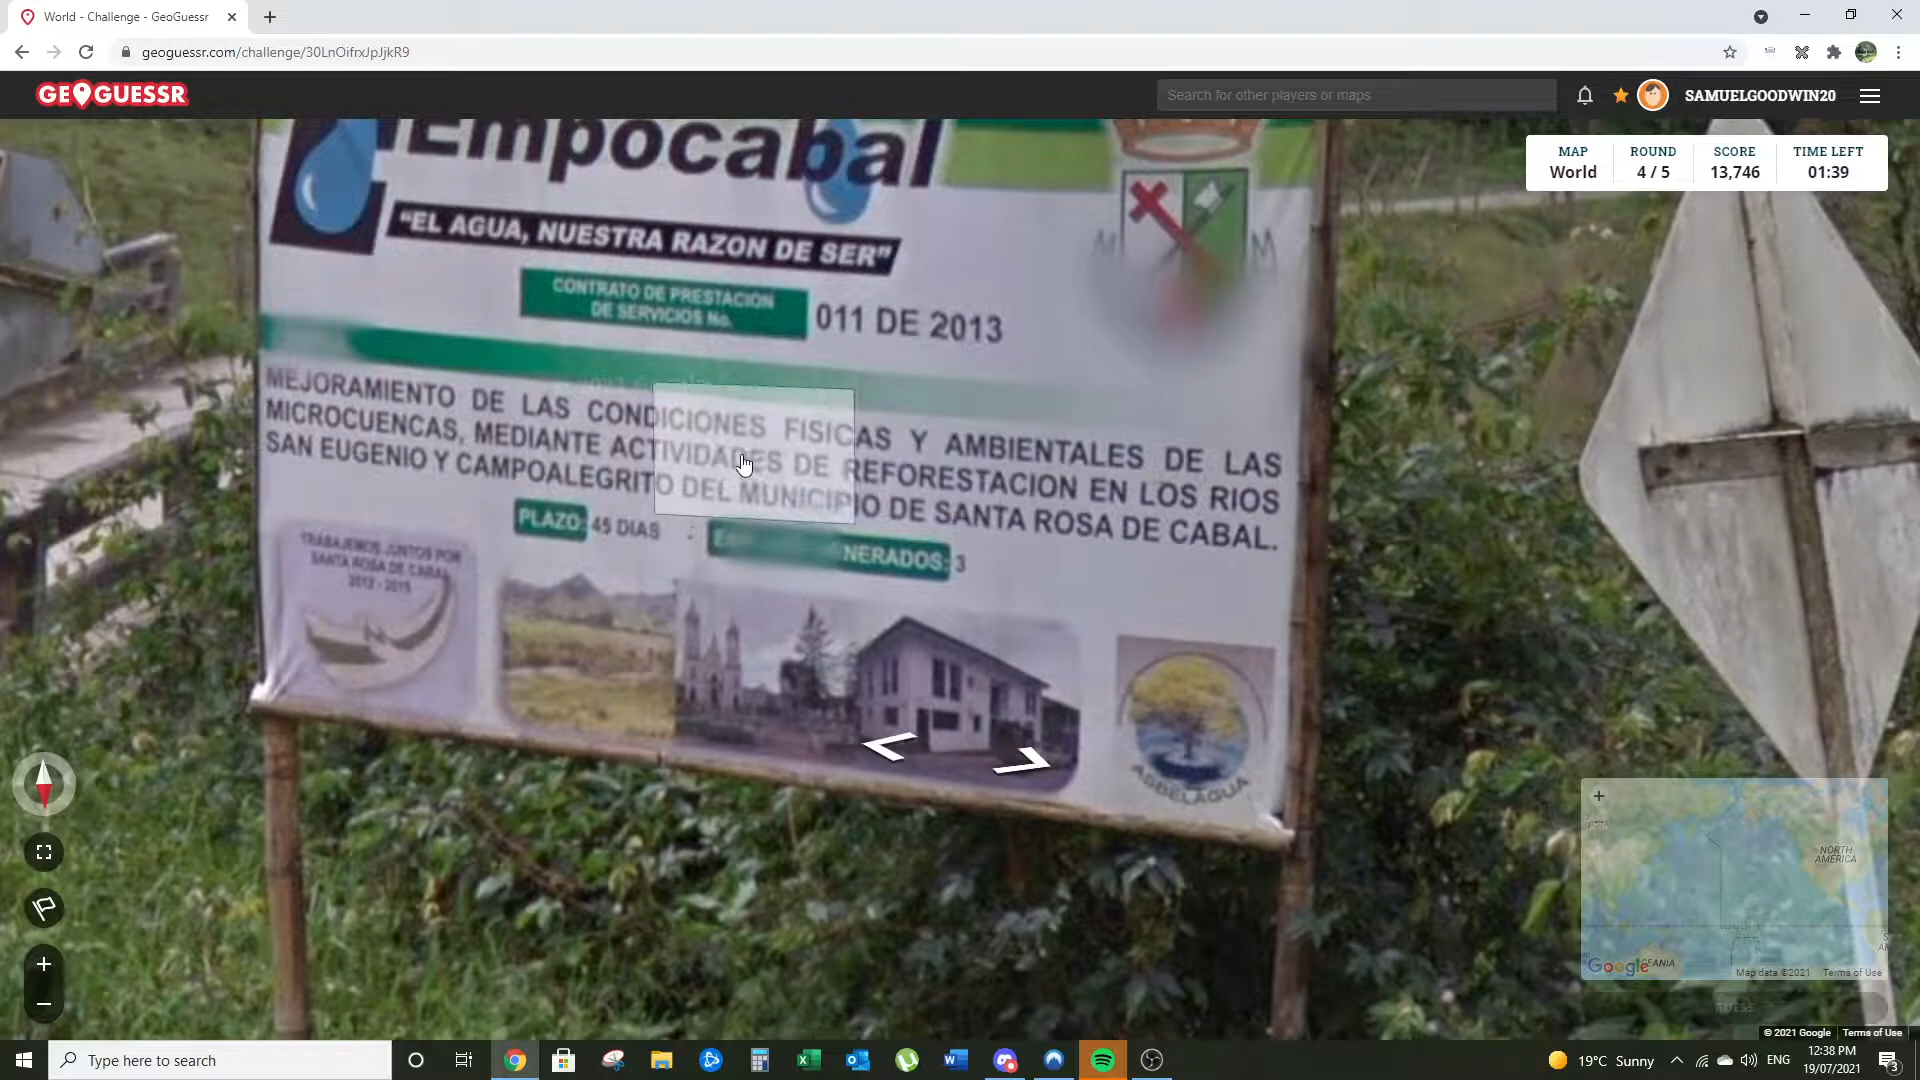 World - Challenge - GeoGuessr
geoguessr.com/challenge/30LnOifrxJpJjkR9
GEOGUESSR
Search for other players or maps
SAMUELGOODWIN20
MAP
World
ROUND
4 / 5
SCORE
13,746
TIME LEFT
01:39
Empocabal
"EL AGUA, NUESTRA RAZON DE SER"
CONTRATO DE PRESTACIÓN
DE SERVICIOS No.
011 DE 2013
MEJORAMIENTO DE LAS CONDICIONES FISICAS Y AMBIENTALES DE LAS
MICROCUENCAS, MEDIANTE ACTIVIDADES DE REFORESTACION EN LOS RIOS
SAN EUGENIO Y CAMPOALEGRITO DEL MUNICIPIO DE SANTA ROSA DE CABAL.
PLAZO: 45 DIAS
NERADOS: 3
TRABAJEMOS JUNTOS POR
SANTA ROSA DE CABAL
2012 - 2015
ASBELAGUA
NORTH
AMERICA
Google
Map data ©2021
Terms of Use
GUESS
© 2021 Google
Terms of Use
Type here to search
19°C Sunny
ENG
12:38 PM
19/07/2021
3